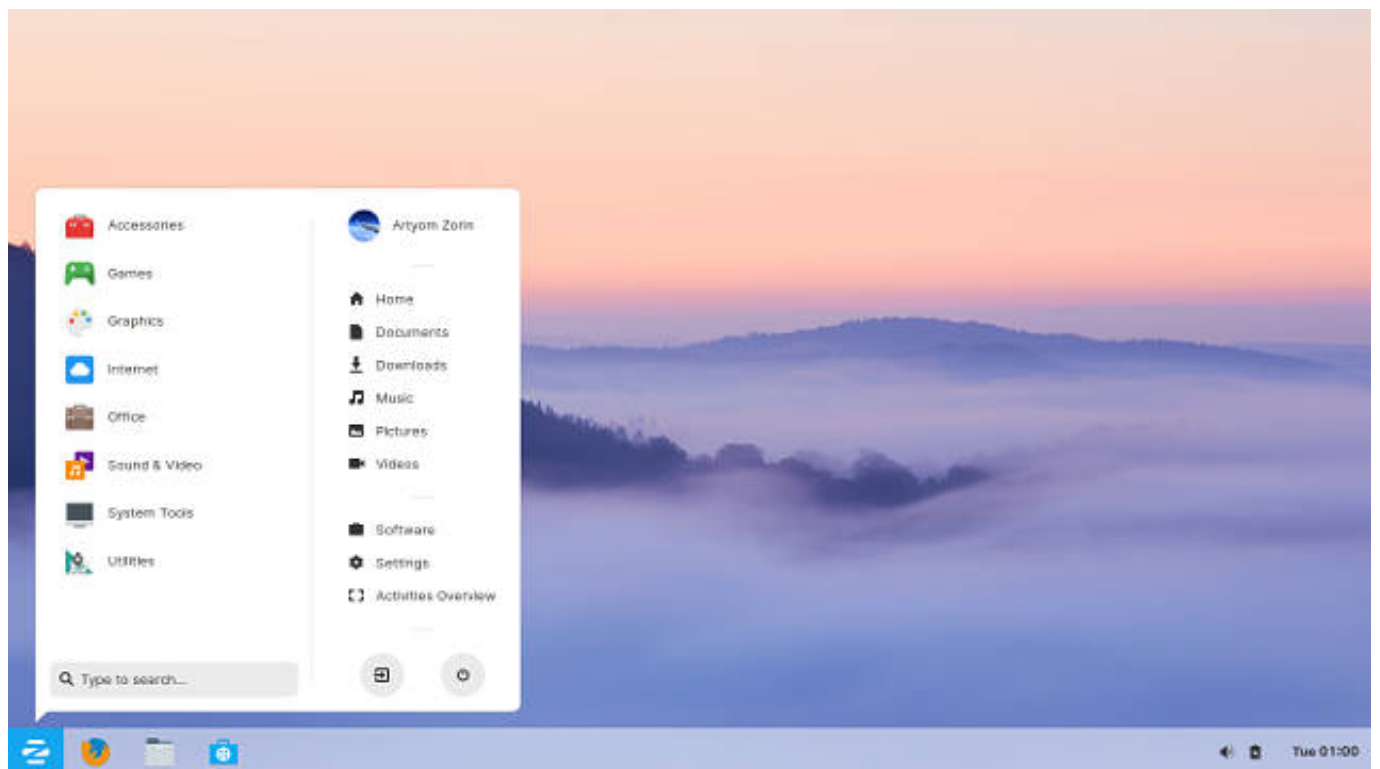 Accessories
Games
Graphics
Internet
Office
Sound & Video
System Tools
Utilities
Type to search...
Artyom Zorin
Home
Documents
Downloads
Music
Pictures
Videos
Software
Settings
Activities Overview
Tue 01:00